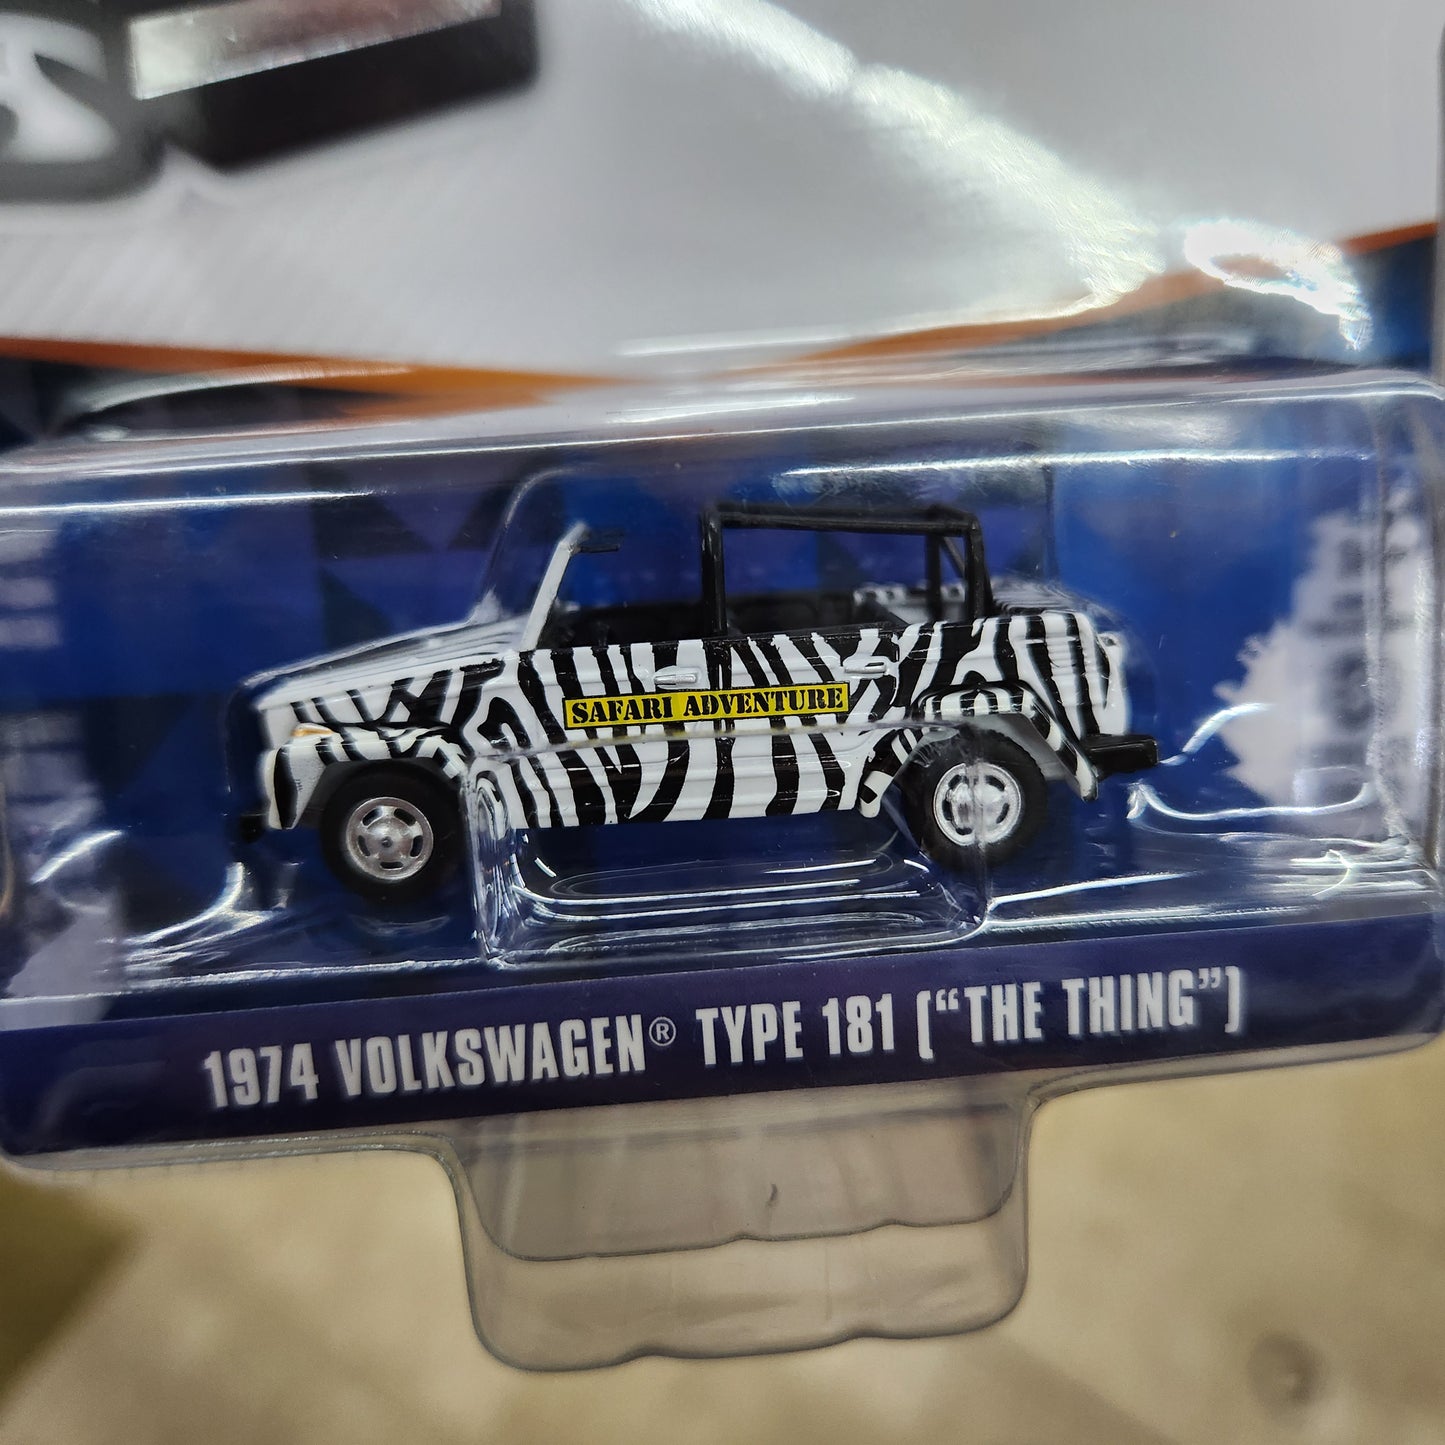 SAFARI ADVENTURE
1974 VOLKSWAGEN® TYPE 181 (“THE THING”)